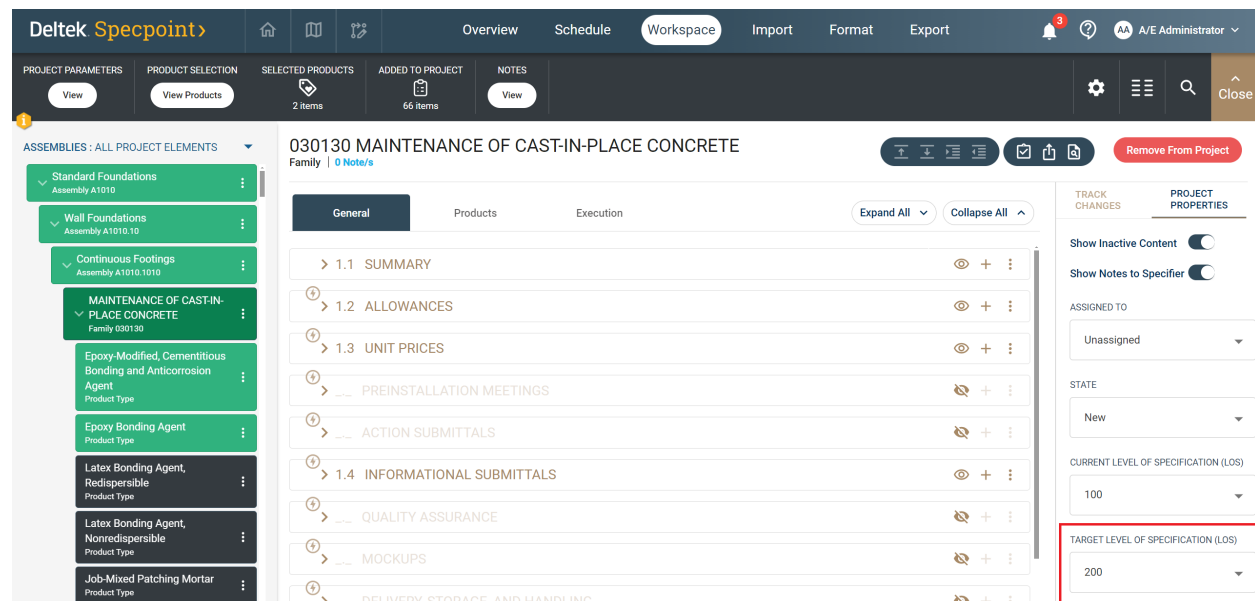 Deltek Specpoint>
Overview
Schedule
Workspace
Import
Format
Export
3
AA
A/E Administrator
PROJECT PARAMETERS
View
PRODUCT SELECTION
View Products
SELECTED PRODUCTS
2 items
ADDED TO PROJECT
66 items
NOTES
View
Close
ASSEMBLIES : ALL PROJECT ELEMENTS
Standard Foundations
Assembly A1010
Wall Foundations
Assembly A1010.10
Continuous Footings
Assembly A1010.1010
MAINTENANCE OF CAST-IN-
PLACE CONCRETE
Family 030130
Epoxy-Modified, Cementitious
Bonding and Anticorrosion
Agent
Product Type
Epoxy Bonding Agent
Product Type
Latex Bonding Agent,
Redispersible
Product Type
Latex Bonding Agent,
Nonredispersible
Product Type
Job-Mixed Patching Mortar
Product Type
030130 MAINTENANCE OF CAST-IN-PLACE CONCRETE
Family | 0 Note/s
Remove From Project
General
Products
Execution
Expand All
Collapse All
1.1 SUMMARY
1.2 ALLOWANCES
1.3 UNIT PRICES
_._ PREINSTALLATION MEETINGS
_._ ACTION SUBMITTALS
1.4 INFORMATIONAL SUBMITTALS
_._ QUALITY ASSURANCE
_._ MOCKUPS
DELIVERY, STORAGE, AND HANDLING
TRACK
CHANGES
PROJECT
PROPERTIES
Show Inactive Content
Show Notes to Specifier
ASSIGNED TO
Unassigned
STATE
New
CURRENT LEVEL OF SPECIFICATION (LOS)
100
TARGET LEVEL OF SPECIFICATION (LOS)
200